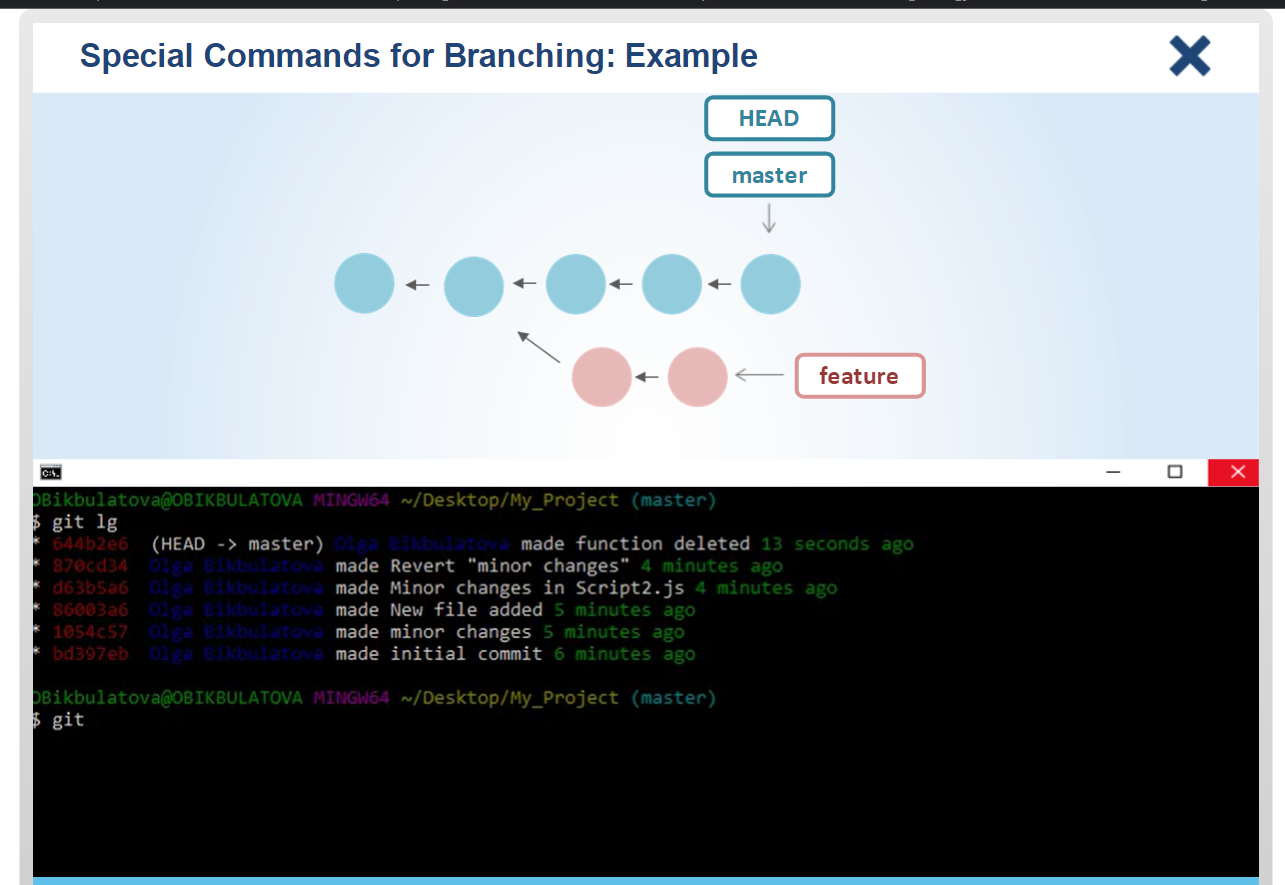 Special Commands for Branching: Example
HEAD
master
feature
OBikbulatova@OBIKBULATOVA MINGW64 ~/Desktop/My_Project (master)
$ git lg
* 644b2e6 (HEAD -> master) Olga Bikbulatova made function deleted 13 seconds ago
* 870cd34 Olga Bikbulatova made Revert "minor changes" 4 minutes ago
* d63b5a6 Olga Bikbulatova made Minor changes in Script2.js 4 minutes ago
* 86003a6 Olga Bikbulatova made New file added 5 minutes ago
* 1054c57 Olga Bikbulatova made minor changes 5 minutes ago
* bd397eb Olga Bikbulatova made initial commit 6 minutes ago
OBikbulatova@OBIKBULATOVA MINGW64 ~/Desktop/My_Project (master)
$ git